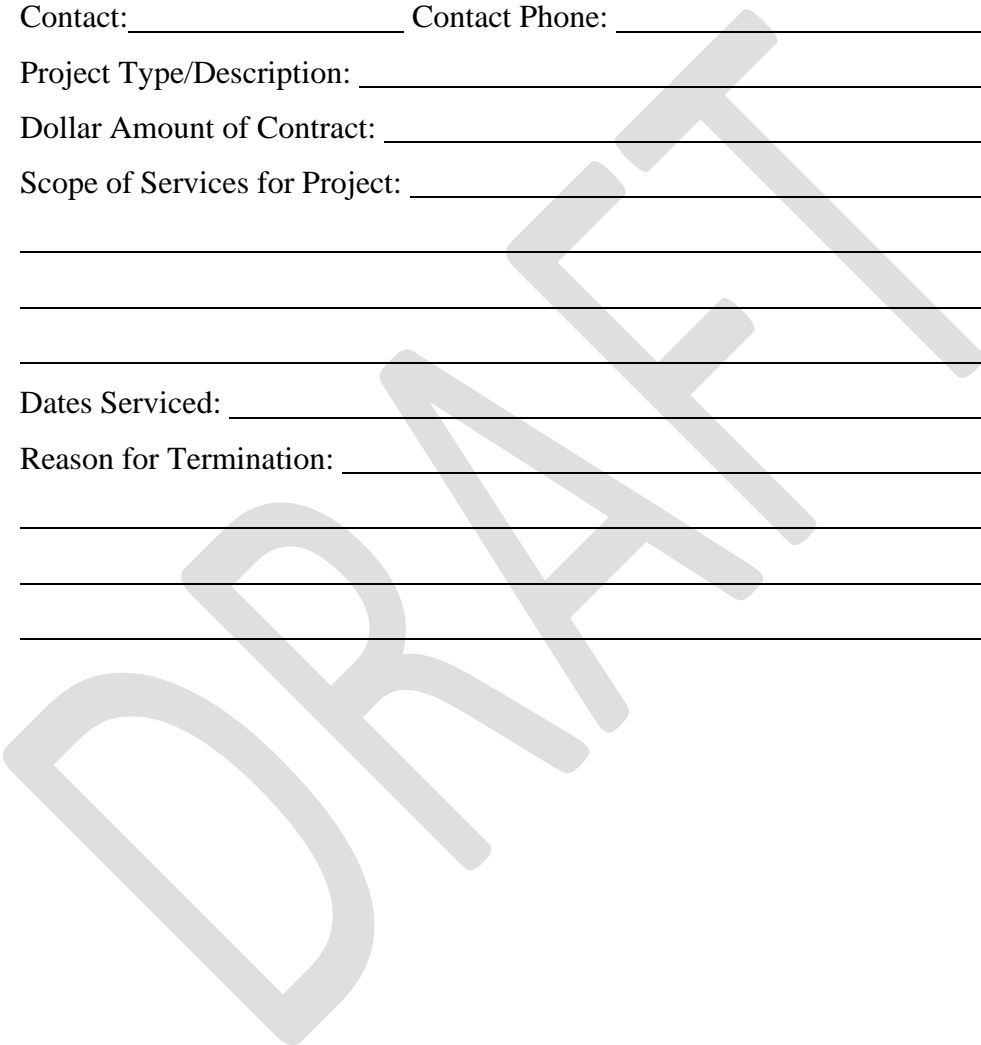 Contact: Contact Phone:
Project Type/Description:
Dollar Amount of Contract:
Scope of Services for Project:
Dates Serviced:
Reason for Termination:
DRAFT